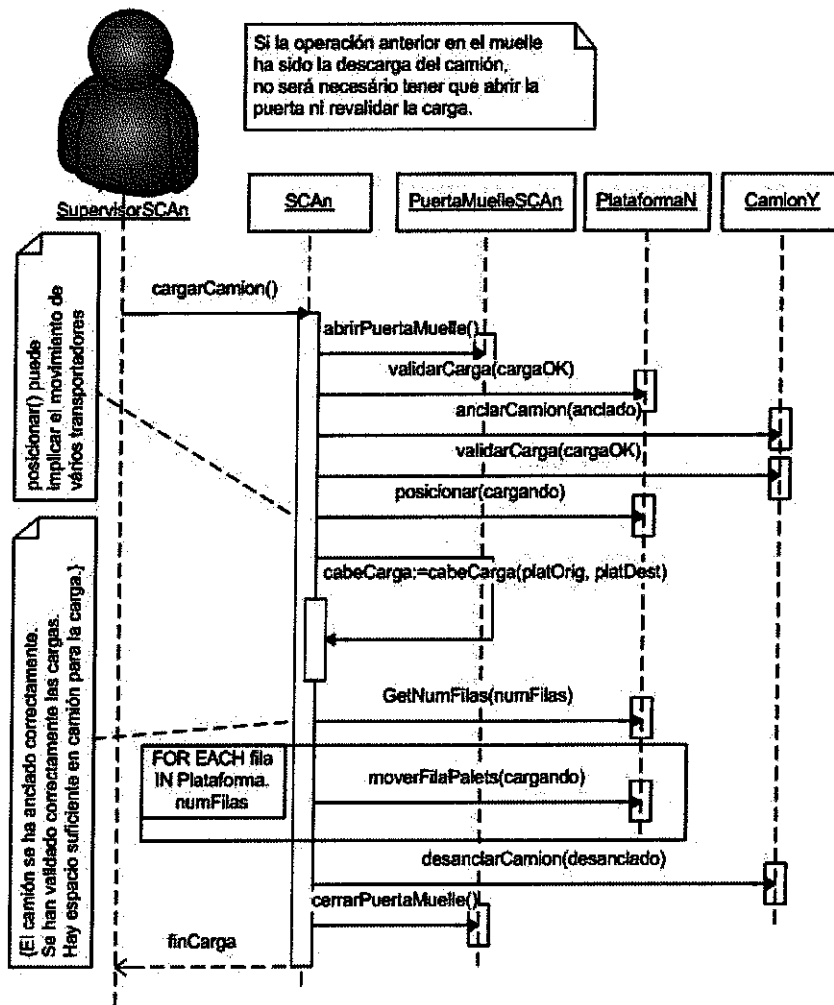 Si la operación anterior en el muelle
ha sido la descarga del camión,
no será necesário tener que abrir la
puerta ni revalidar la carga.
SupervisorSCAn
SCAn
PuertaMuelleSCAn
PlataformaN
CamionY
posicionar() puede
implicar el movimiento de
vários transportadores
cargarCamion()
abrirPuertaMuelle()
validarCarga(cargaOK)
anclarCamion(anclado)
validarCarga(cargaOK)
posicionar(cargando)
cabeCarga:=cabeCarga(platOrig, platDest)
{El camión se ha anclado correctamente.
Se han validado correctamente las cargas.
Hay espacio suficiente en camión para la carga.}
GetNumFilas(numFilas)
FOR EACH fila
IN Plataforma.
numFilas
moverFilaPalets(cargando)
desanclarCamion(desanclado)
cerrarPuertaMuelle()
finCarga